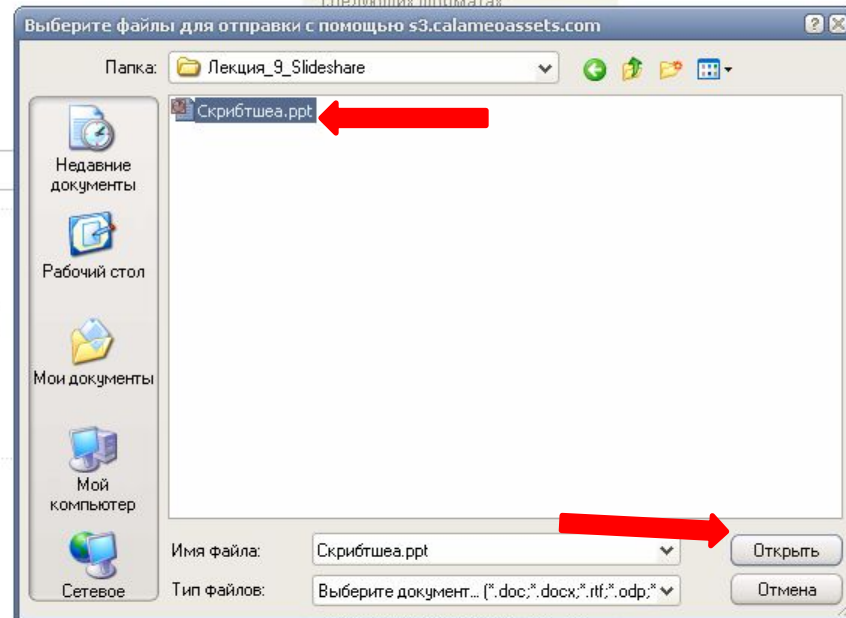 Выберите файлы для отправки с помощью s3.calameoassets.com
Папка:
Лекция_9_Slideshare
Скрибтшеа.ppt
Недавние
документы
Рабочий стол
Мои документы
Мой
компьютер
Сетевое
Имя файла:
Скрибтшеа.ppt
Открыть
Тип файлов:
Выберите документ... (*.doc;*.docx;*.rtf;*.odp;*
Отмена